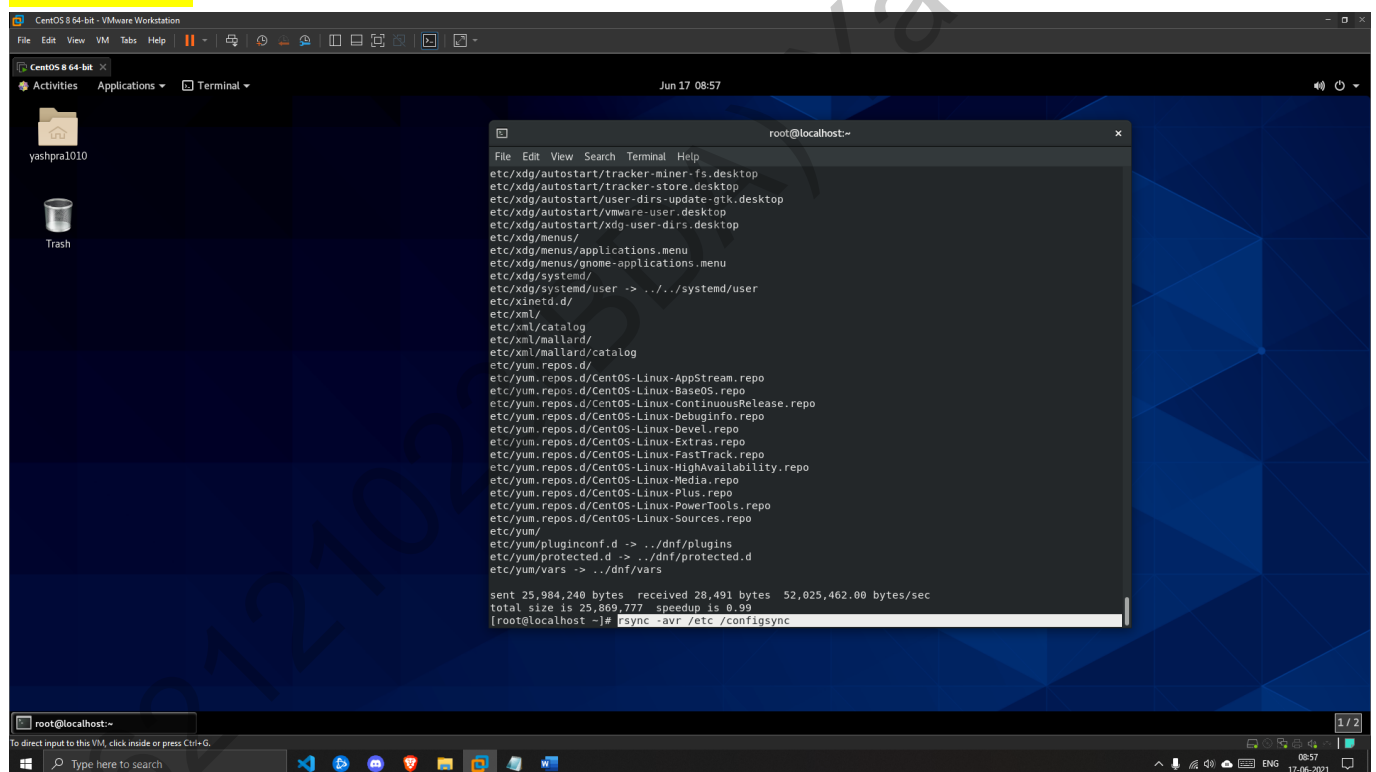 CentOS 8 64-bit - VMware Workstation
File Edit View VM Tabs Help
CentOS 8 64-bit
Activities Applications Terminal Jun 17 08:57
yashpra1010
Trash
root@localhost:~
File Edit View Search Terminal Help
etc/xdg/autostart/tracker-miner-fs.desktop
etc/xdg/autostart/tracker-store.desktop
etc/xdg/autostart/user-dirs-update-gtk.desktop
etc/xdg/autostart/vmware-user.desktop
etc/xdg/autostart/xdg-user-dirs.desktop
etc/xdg/menus/
etc/xdg/menus/applications.menu
etc/xdg/menus/gnome-applications.menu
etc/xdg/systemd/
etc/xdg/systemd/user -> ../../systemd/user
etc/xinetd.d/
etc/xml/
etc/xml/catalog
etc/xml/mallard/
etc/xml/mallard/catalog
etc/yum.repos.d/
etc/yum.repos.d/CentOS-Linux-AppStream.repo
etc/yum.repos.d/CentOS-Linux-BaseOS.repo
etc/yum.repos.d/CentOS-Linux-ContinuousRelease.repo
etc/yum.repos.d/CentOS-Linux-Debuginfo.repo
etc/yum.repos.d/CentOS-Linux-Devel.repo
etc/yum.repos.d/CentOS-Linux-Extras.repo
etc/yum.repos.d/CentOS-Linux-FastTrack.repo
etc/yum.repos.d/CentOS-Linux-HighAvailability.repo
etc/yum.repos.d/CentOS-Linux-Media.repo
etc/yum.repos.d/CentOS-Linux-Plus.repo
etc/yum.repos.d/CentOS-Linux-PowerTools.repo
etc/yum.repos.d/CentOS-Linux-Sources.repo
etc/yum/
etc/yum/pluginconf.d -> ../dnf/plugins
etc/yum/protected.d -> ../dnf/protected.d
etc/yum/vars -> ../dnf/vars
sent 25,984,240 bytes received 28,491 bytes 52,025,462.00 bytes/sec
total size is 25,869,777 speedup is 0.99
[root@localhost ~]# rsync -avr /etc /configsync
root@localhost:~ 1 / 2
To direct input to this VM, click inside or press Ctrl+G.
Type here to search ENG 08:57
17-06-2021